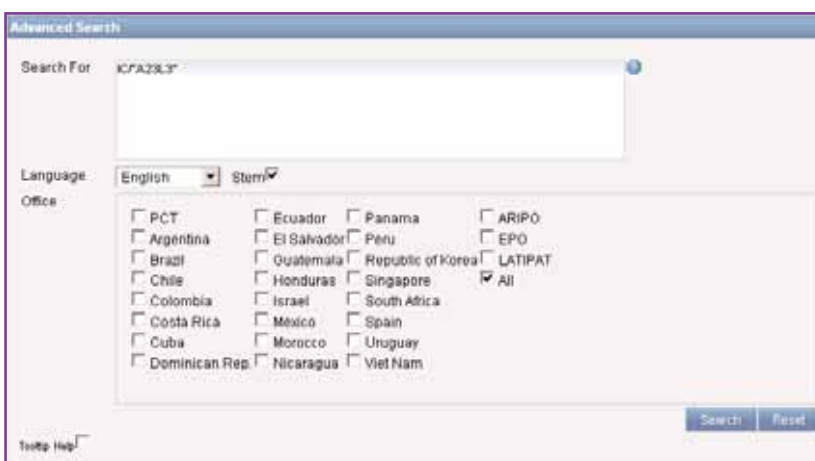 Advanced Search
Search For IC/"A23L3"
Language English Stem
Office
PCT Ecuador Panama ARIPO
Argentina El Salvador Peru EPO
Brazil Guatemala Republic of Korea LATIPAT
Chile Honduras Singapore All
Colombia Israel South Africa
Costa Rica Mexico Spain
Cuba Morocco Uruguay
Dominican Rep. Nicaragua Viet Nam
Search Reset
Tooltip Help